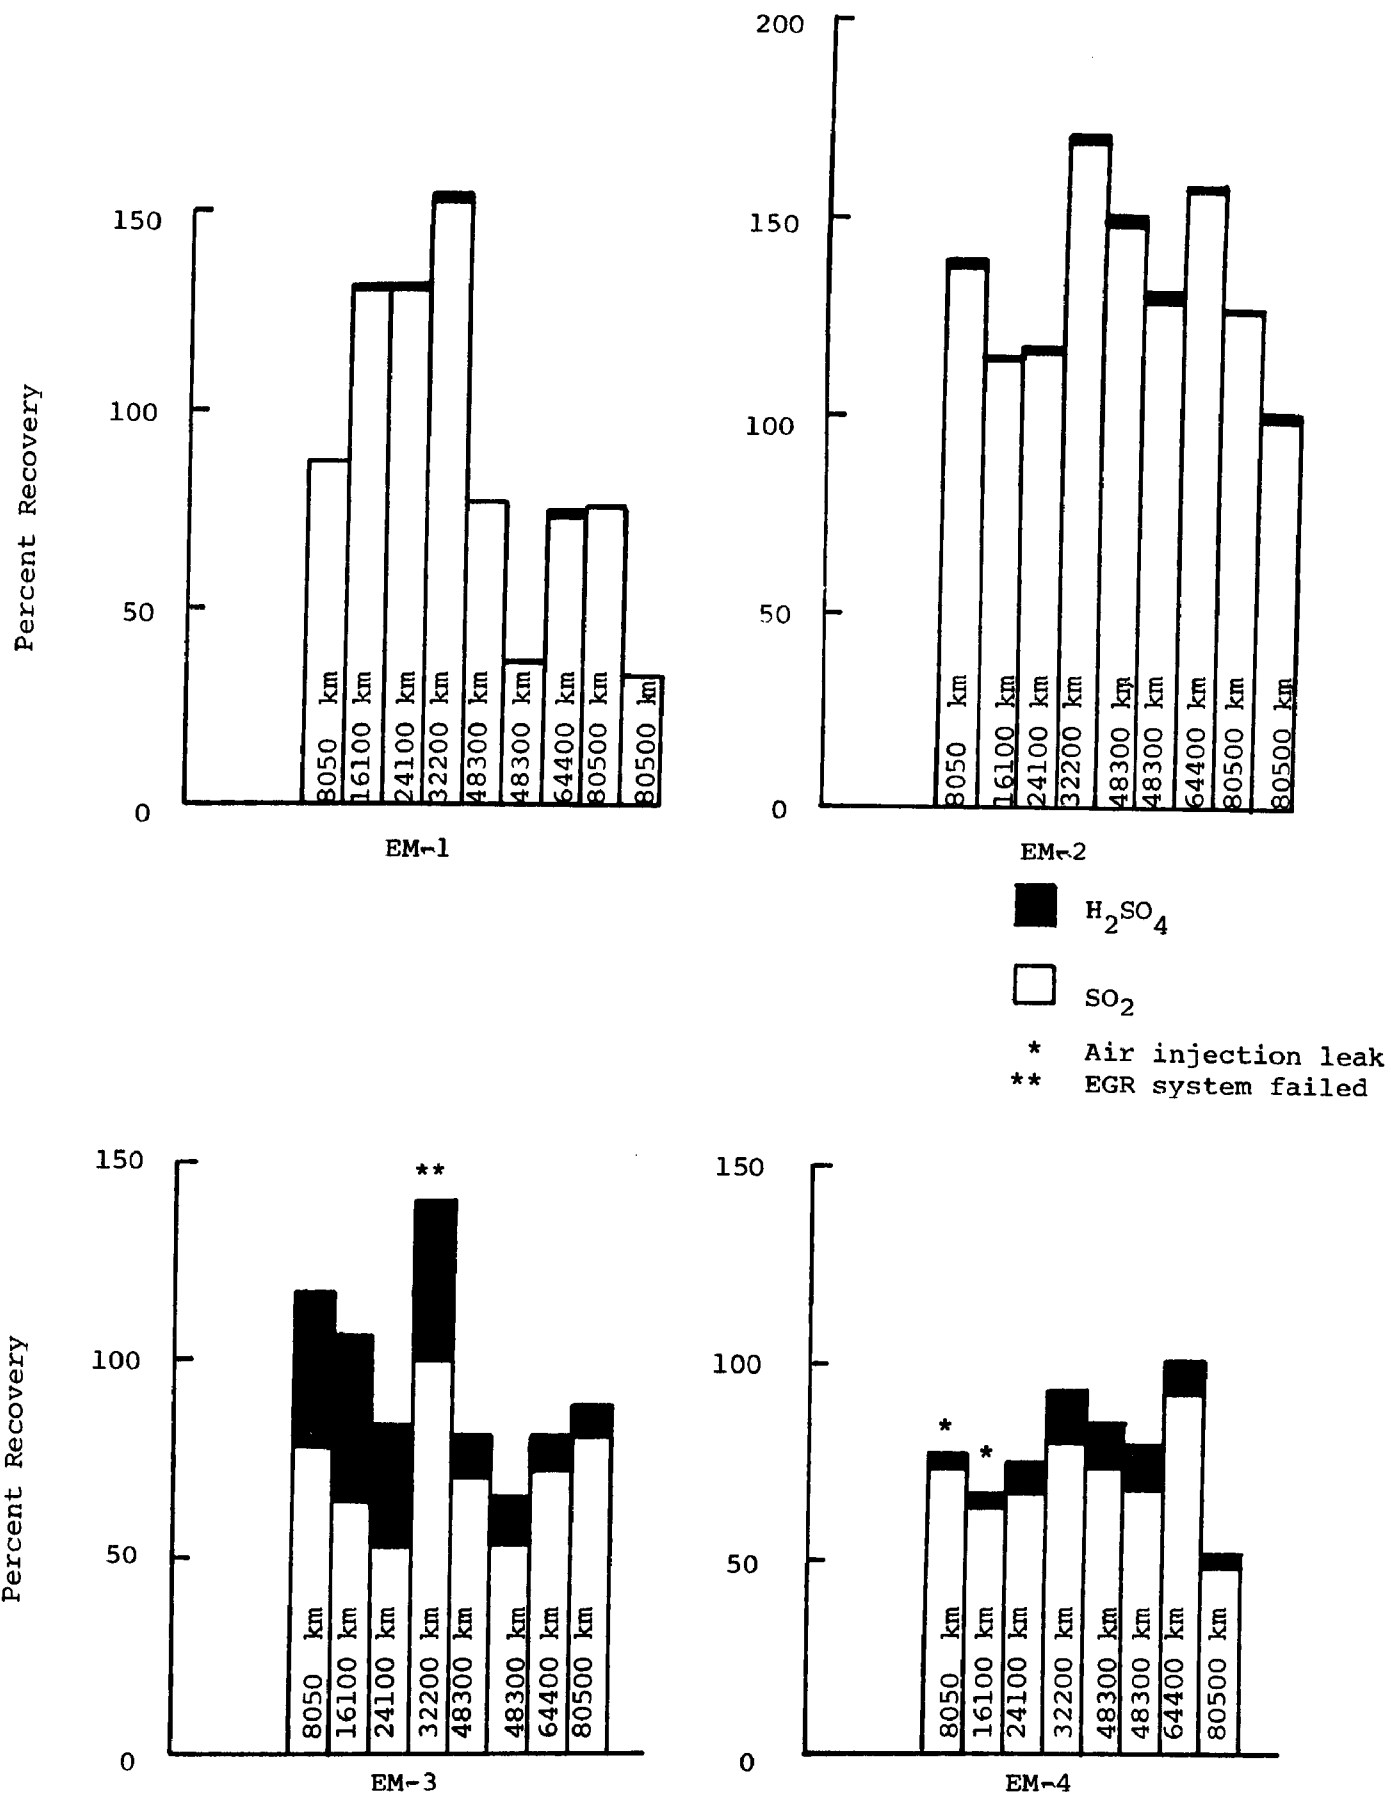 200
150
100
50
0
Percent Recovery
8050 km
16100 km
24100 km
32200 km
48300 km
48300 km
64400 km
80500 km
80500 km
EM-1
150
100
50
0
8050 km
16100 km
24100 km
32200 km
48300 km
48300 km
64400 km
80500 km
80500 km
EM-2
H2SO4
SO2
* Air injection leak
** EGR system failed
150
100
50
0
Percent Recovery
**
8050 km
16100 km
24100 km
32200 km
48300 km
48300 km
64400 km
80500 km
EM-3
150
100
50
0
*
*
8050 km
16100 km
24100 km
32200 km
48300 km
48300 km
64400 km
80500 km
EM-4